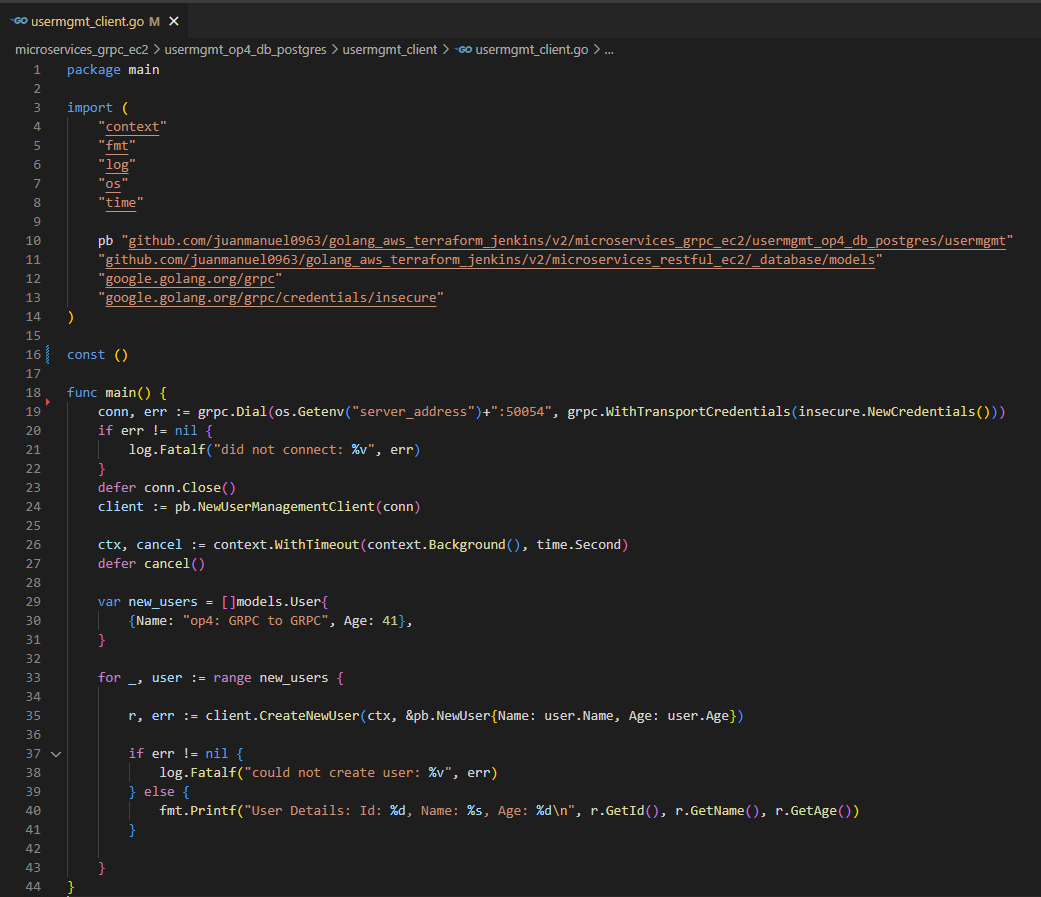 GO usermgmt_client.go M ×
microservices_grpc_ec2 > usermgmt_op4_db_postgres > usermgmt_client > GO usermgmt_client.go > ...
1 package main
2
3 import (
4 "context"
5 "fmt"
6 "log"
7 "os"
8 "time"
9
10 pb "github.com/juanmanuel0963/golang_aws_terraform_jenkins/v2/microservices_grpc_ec2/usermgmt_op4_db_postgres/usermgmt"
11 "github.com/juanmanuel0963/golang_aws_terraform_jenkins/v2/microservices_restful_ec2/_database/models"
12 "google.golang.org/grpc"
13 "google.golang.org/grpc/credentials/insecure"
14 )
15
16 const ()
17
18 func main() {
19 conn, err := grpc.Dial(os.Getenv("server_address")+":50054", grpc.WithTransportCredentials(insecure.NewCredentials()))
20 if err != nil {
21 log.Fatalf("did not connect: %v", err)
22 }
23 defer conn.Close()
24 client := pb.NewUserManagementClient(conn)
25
26 ctx, cancel := context.WithTimeout(context.Background(), time.Second)
27 defer cancel()
28
29 var new_users = []models.User{
30 {Name: "op4: GRPC to GRPC", Age: 41},
31 }
32
33 for _, user := range new_users {
34
35 r, err := client.CreateNewUser(ctx, &pb.NewUser{Name: user.Name, Age: user.Age})
36
37 if err != nil {
38 log.Fatalf("could not create user: %v", err)
39 } else {
40 fmt.Printf("User Details: Id: %d, Name: %s, Age: %d\n", r.GetId(), r.GetName(), r.GetAge())
41 }
42
43 }
44 }